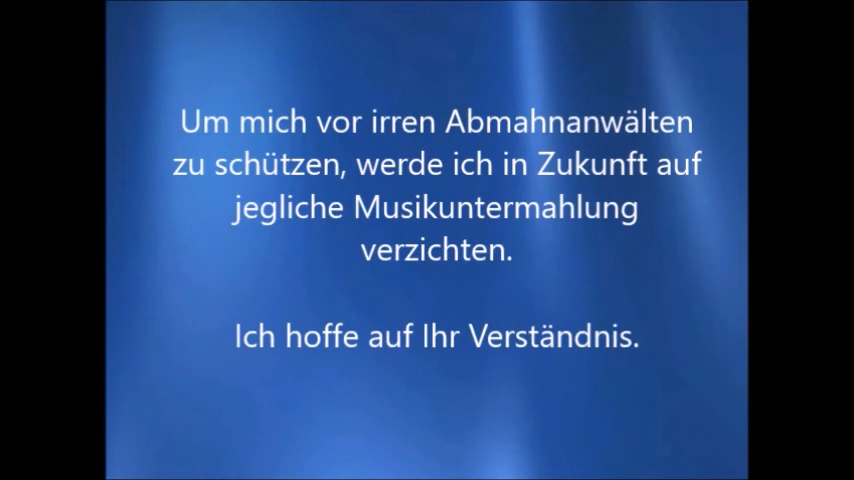 Um mich vor irren Abmahnanwälten
zu schützen, werde ich in Zukunft auf
jegliche Musikuntermahlung
verzichten.
Ich hoffe auf Ihr Verständnis.